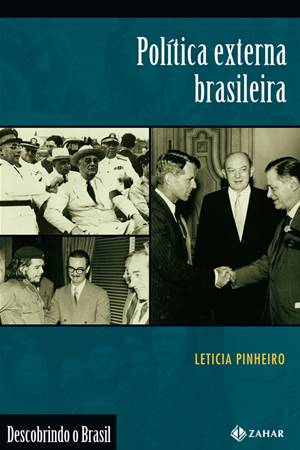 Política externa
brasileira
LETICIA PINHEIRO
Descobrindo o Brasil
ZAHAR